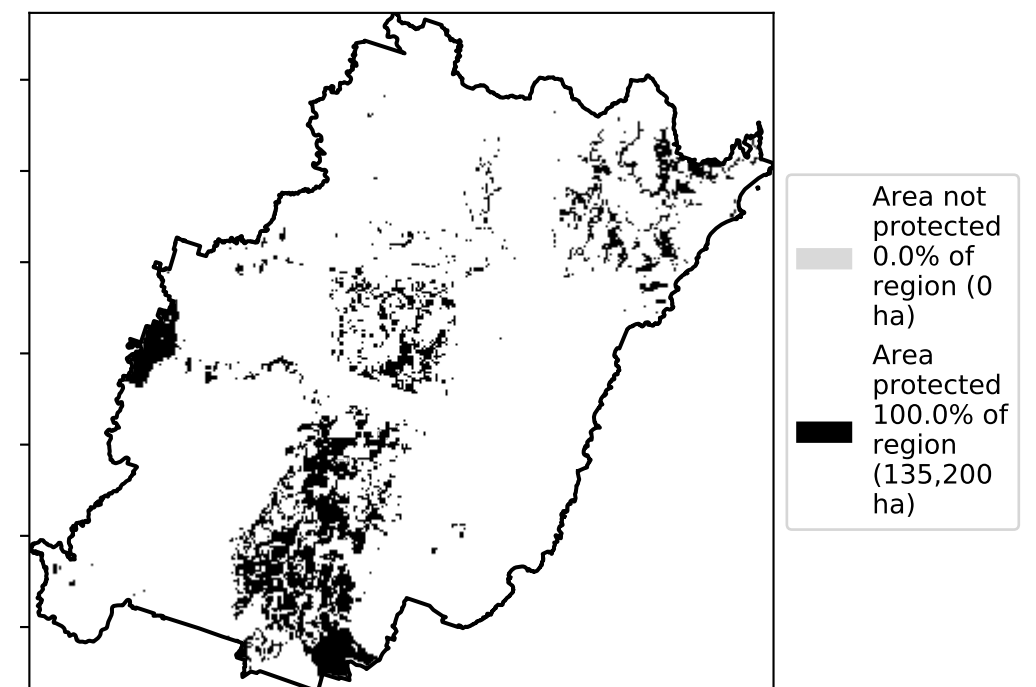 Area not
protected
0.0% of
region (0
ha)
Area
protected
100.0% of
region
(135,200
ha)